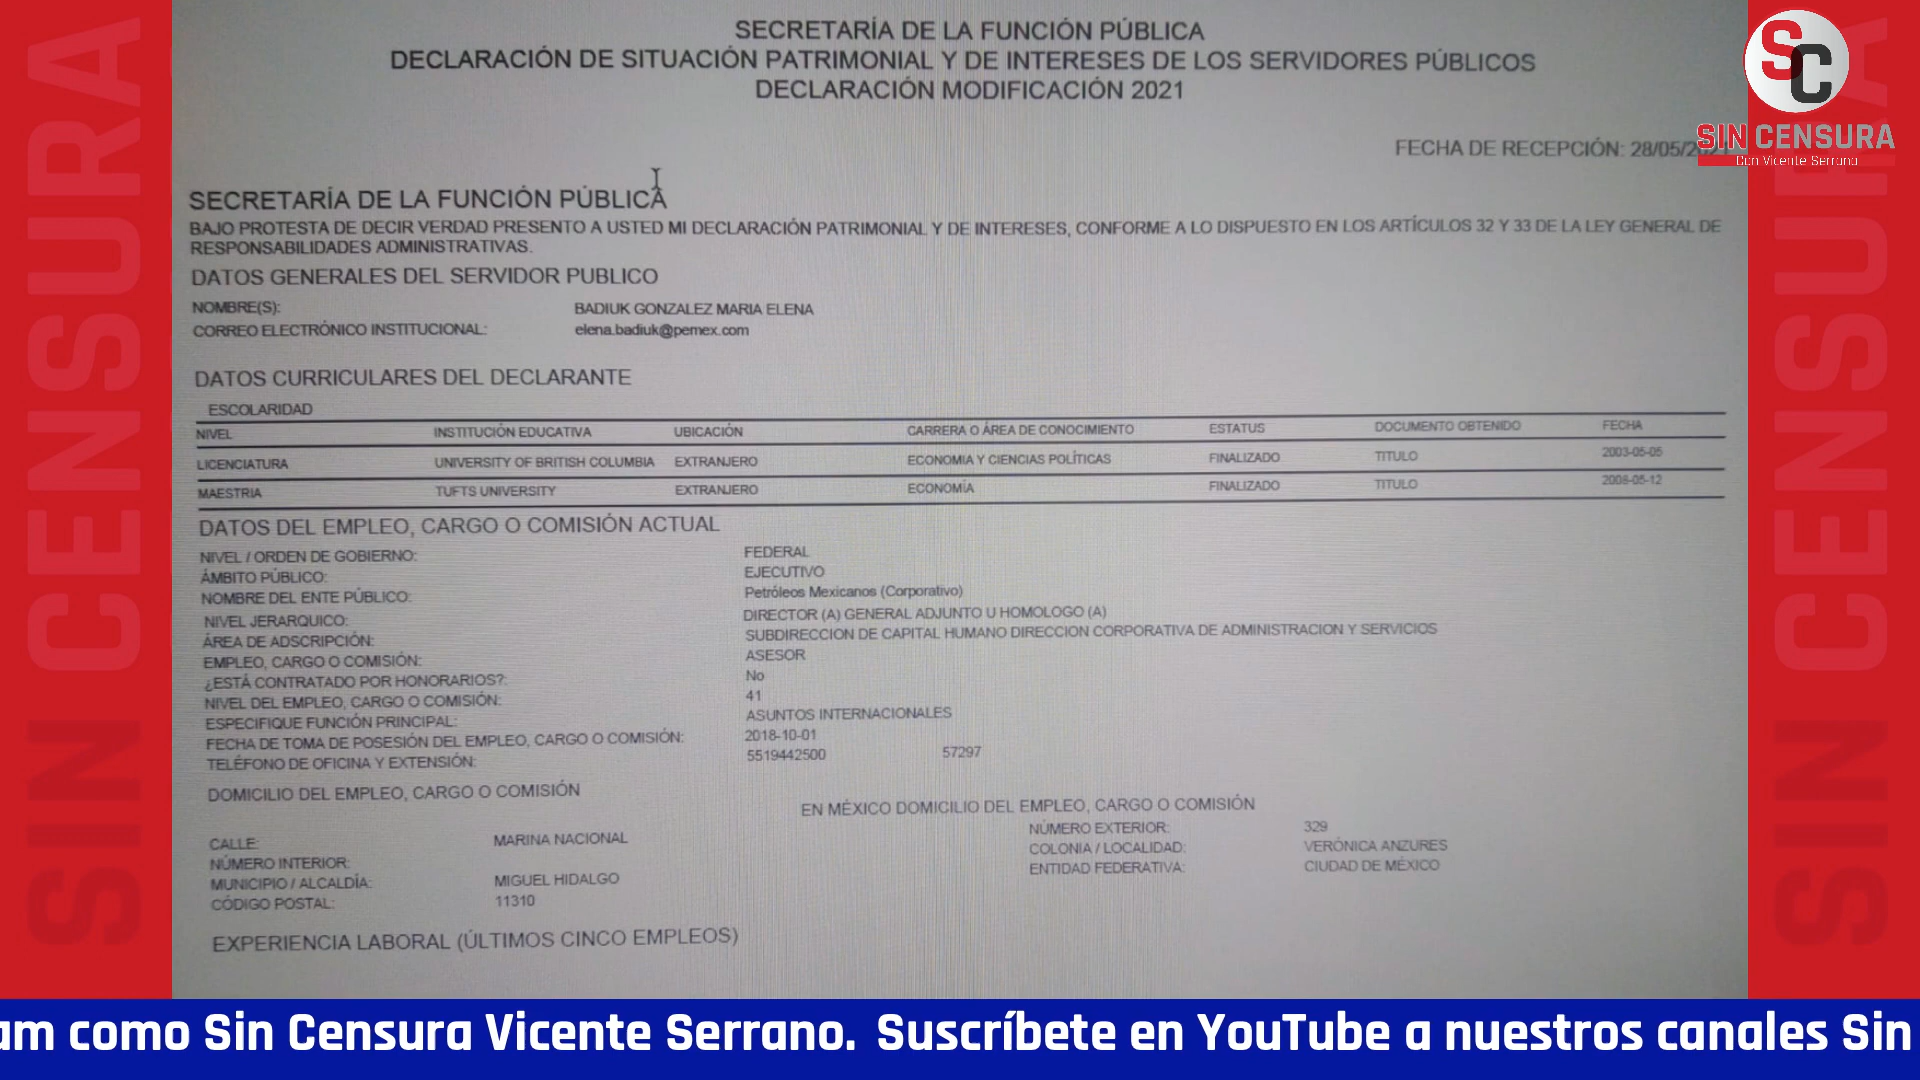 SECRETARÍA DE LA FUNCIÓN PÚBLICA
DECLARACIÓN DE SITUACIÓN PATRIMONIAL Y DE INTERESES DE LOS SERVIDORES PÚBLICOS
DECLARACIÓN MODIFICACIÓN 2021
SC
SIN CENSURA
Con Vicente Serrano
FECHA DE RECEPCIÓN: 28/05/2021
SECRETARÍA DE LA FUNCIÓN PÚBLICA
BAJO PROTESTA DE DECIR VERDAD PRESENTO A USTED MI DECLARACIÓN PATRIMONIAL Y DE INTERESES, CONFORME A LO DISPUESTO EN LOS ARTÍCULOS 32 Y 33 DE LA LEY GENERAL DE
RESPONSABILIDADES ADMINISTRATIVAS.
DATOS GENERALES DEL SERVIDOR PUBLICO
NOMBRE(S): BADIUK GONZALEZ MARIA ELENA
CORREO ELECTRÓNICO INSTITUCIONAL: elena.badiuk@pemex.com
DATOS CURRICULARES DEL DECLARANTE
ESCOLARIDAD
NIVEL INSTITUCIÓN EDUCATIVA UBICACIÓN CARRERA O ÁREA DE CONOCIMIENTO ESTATUS DOCUMENTO OBTENIDO FECHA
LICENCIATURA UNIVERSITY OF BRITISH COLUMBIA EXTRANJERO ECONOMIA Y CIENCIAS POLÍTICAS FINALIZADO TITULO 2003-05-05
MAESTRIA TUFTS UNIVERSITY EXTRANJERO ECONOMÍA FINALIZADO TITULO 2008-05-12
DATOS DEL EMPLEO, CARGO O COMISIÓN ACTUAL
NIVEL / ORDEN DE GOBIERNO: FEDERAL
ÁMBITO PÚBLICO: EJECUTIVO
NOMBRE DEL ENTE PÚBLICO: Petróleos Mexicanos (Corporativo)
NIVEL JERARQUICO: DIRECTOR (A) GENERAL ADJUNTO U HOMOLOGO (A)
ÁREA DE ADSCRIPCIÓN: SUBDIRECCION DE CAPITAL HUMANO DIRECCION CORPORATIVA DE ADMINISTRACION Y SERVICIOS
EMPLEO, CARGO O COMISIÓN: ASESOR
¿ESTÁ CONTRATADO POR HONORARIOS?: No
NIVEL DEL EMPLEO, CARGO O COMISIÓN: 41
ESPECIFIQUE FUNCIÓN PRINCIPAL: ASUNTOS INTERNACIONALES
FECHA DE TOMA DE POSESIÓN DEL EMPLEO, CARGO O COMISIÓN: 2018-10-01
TELÉFONO DE OFICINA Y EXTENSIÓN: 5519442500 57297
DOMICILIO DEL EMPLEO, CARGO O COMISIÓN
EN MÉXICO DOMICILIO DEL EMPLEO, CARGO O COMISIÓN
CALLE: MARINA NACIONAL NÚMERO EXTERIOR: 329
NÚMERO INTERIOR: COLONIA / LOCALIDAD: VERÓNICA ANZURES
MUNICIPIO / ALCALDÍA: MIGUEL HIDALGO ENTIDAD FEDERATIVA: CIUDAD DE MÉXICO
CÓDIGO POSTAL: 11310
EXPERIENCIA LABORAL (ÚLTIMOS CINCO EMPLEOS)
SIN CENSURA
SIN CENSURA
am como Sin Censura Vicente Serrano. Suscríbete en YouTube a nuestros canales Sin